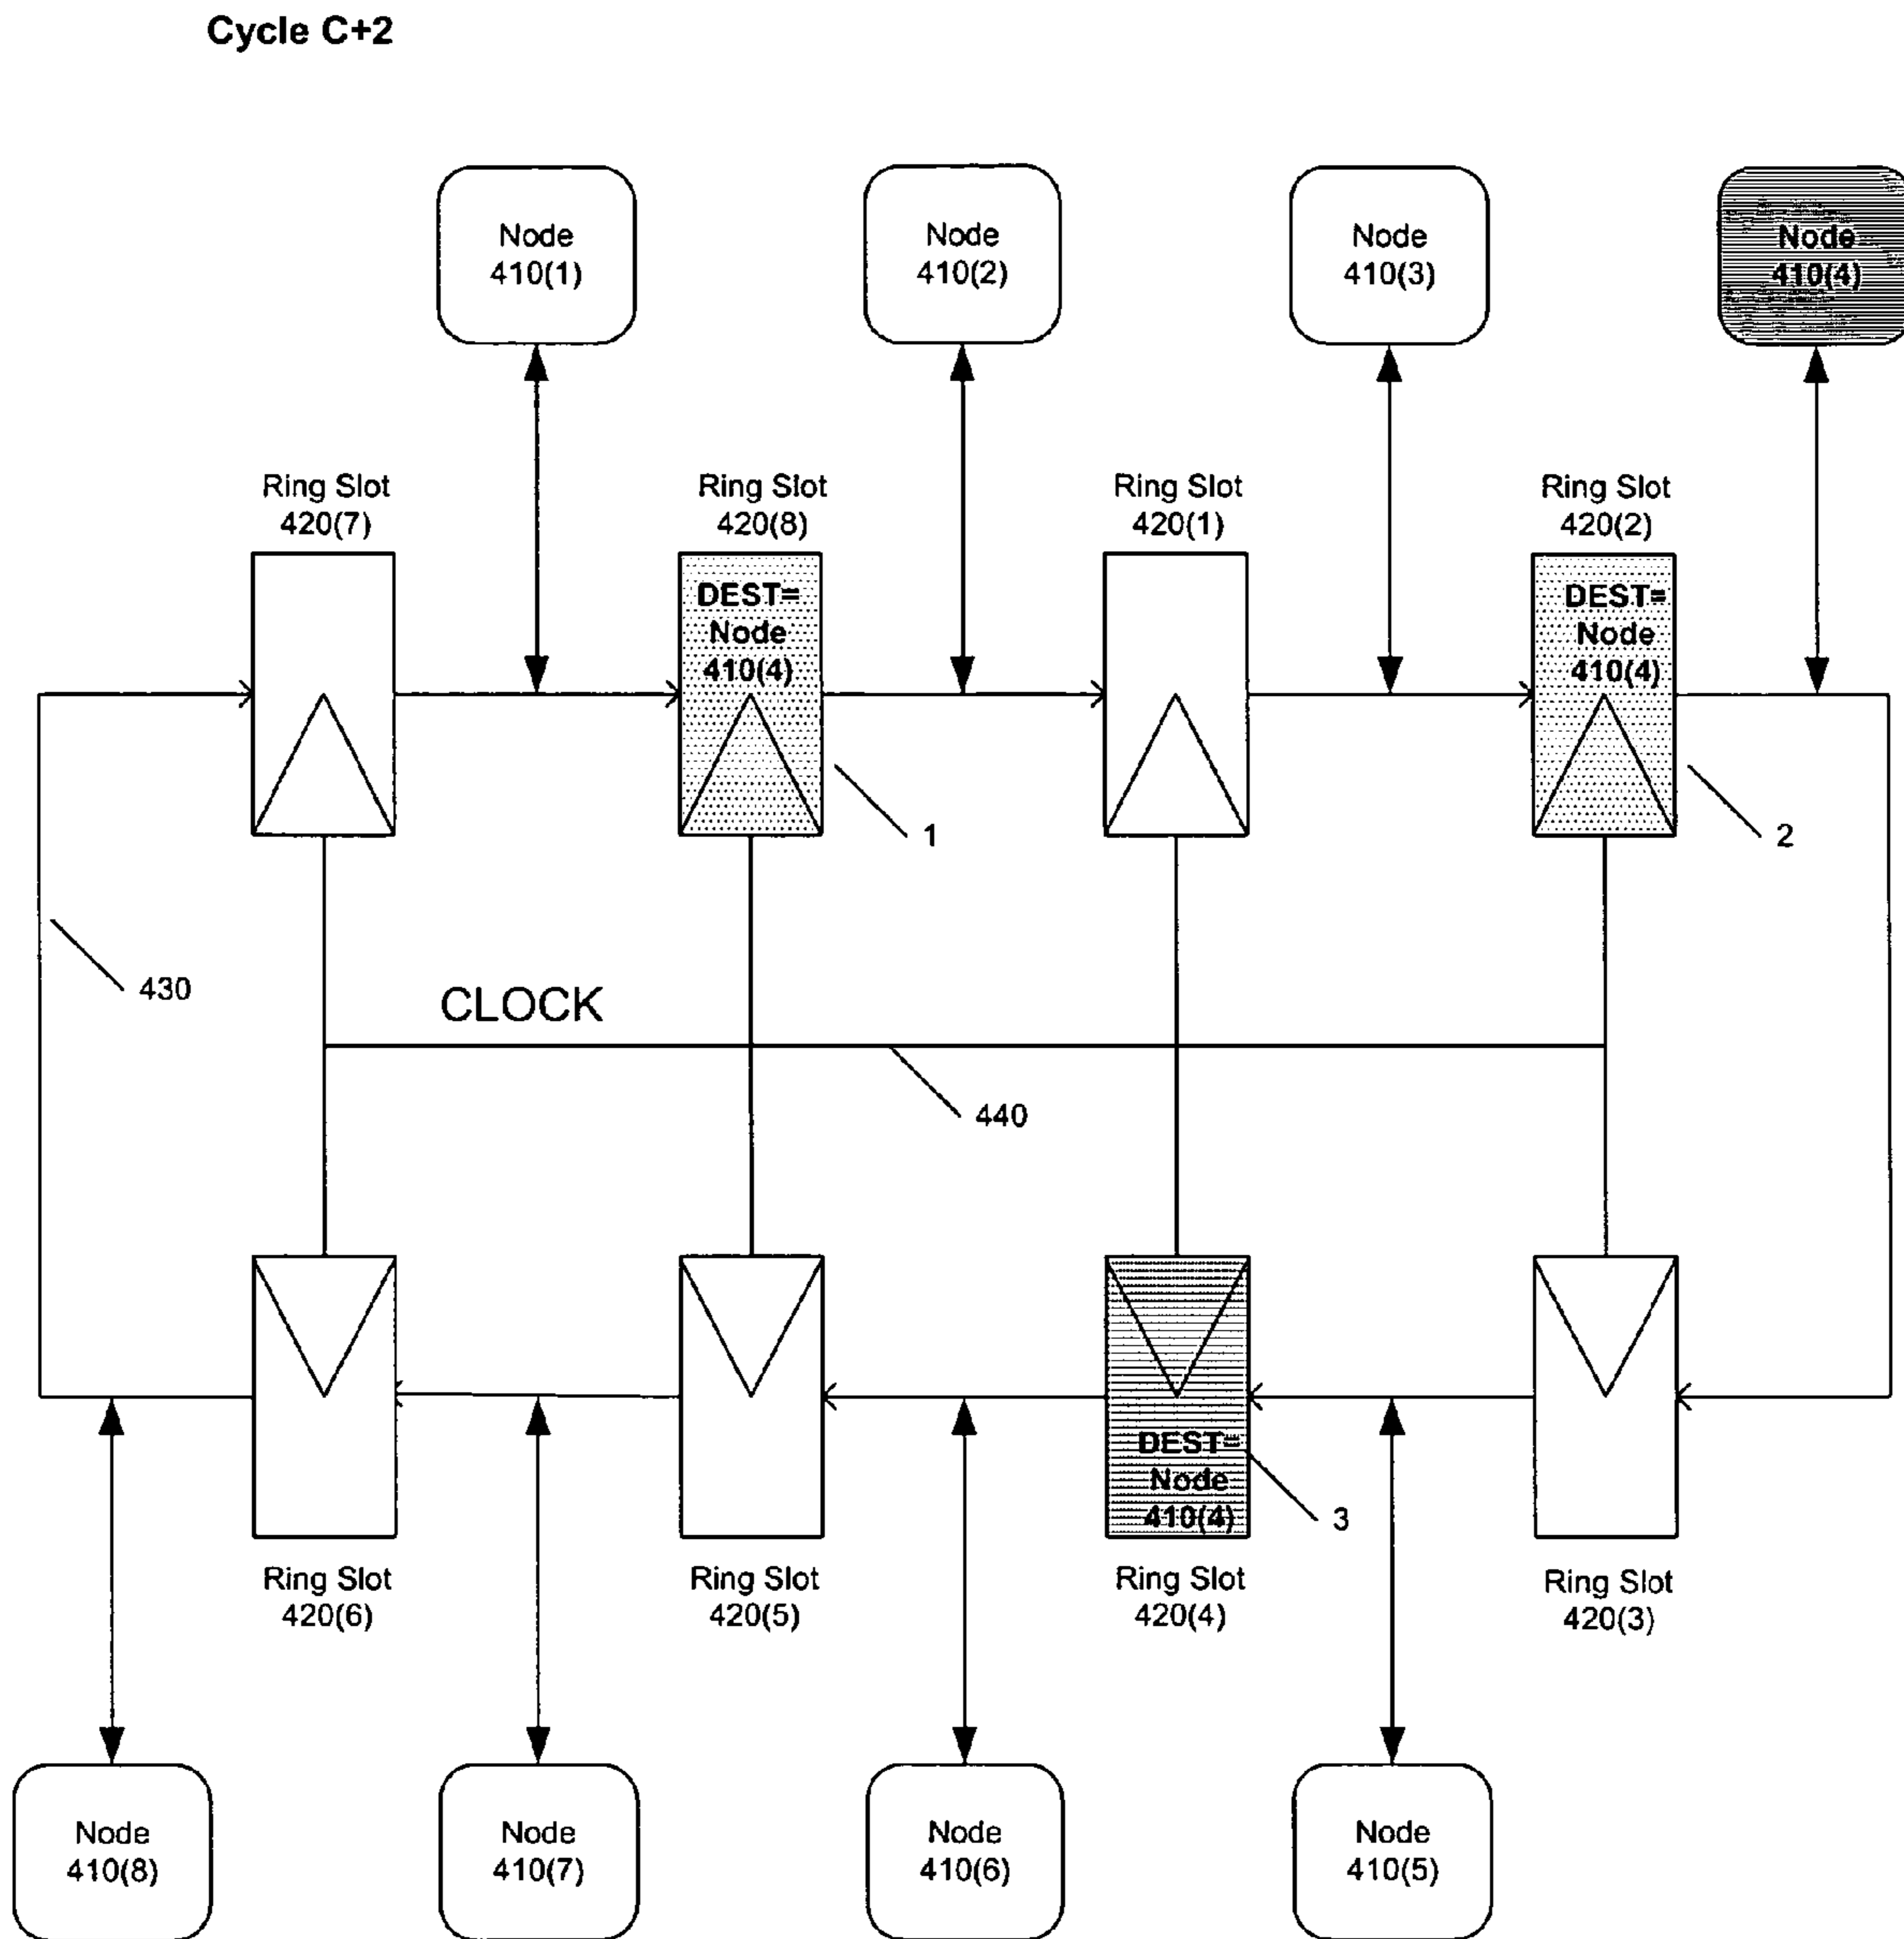 Cycle C+2
Node
410(1)
Node
410(2)
Node
410(3)
Node
410(4)
Ring Slot
420(7)
Ring Slot
420(8)
Ring Slot
420(1)
Ring Slot
420(2)
DEST=
Node
410(4)
DEST=
Node
410(4)
1
2
430
CLOCK
440
DEST=
Node
410(4)
3
Ring Slot
420(6)
Ring Slot
420(5)
Ring Slot
420(4)
Ring Slot
420(3)
Node
410(8)
Node
410(7)
Node
410(6)
Node
410(5)